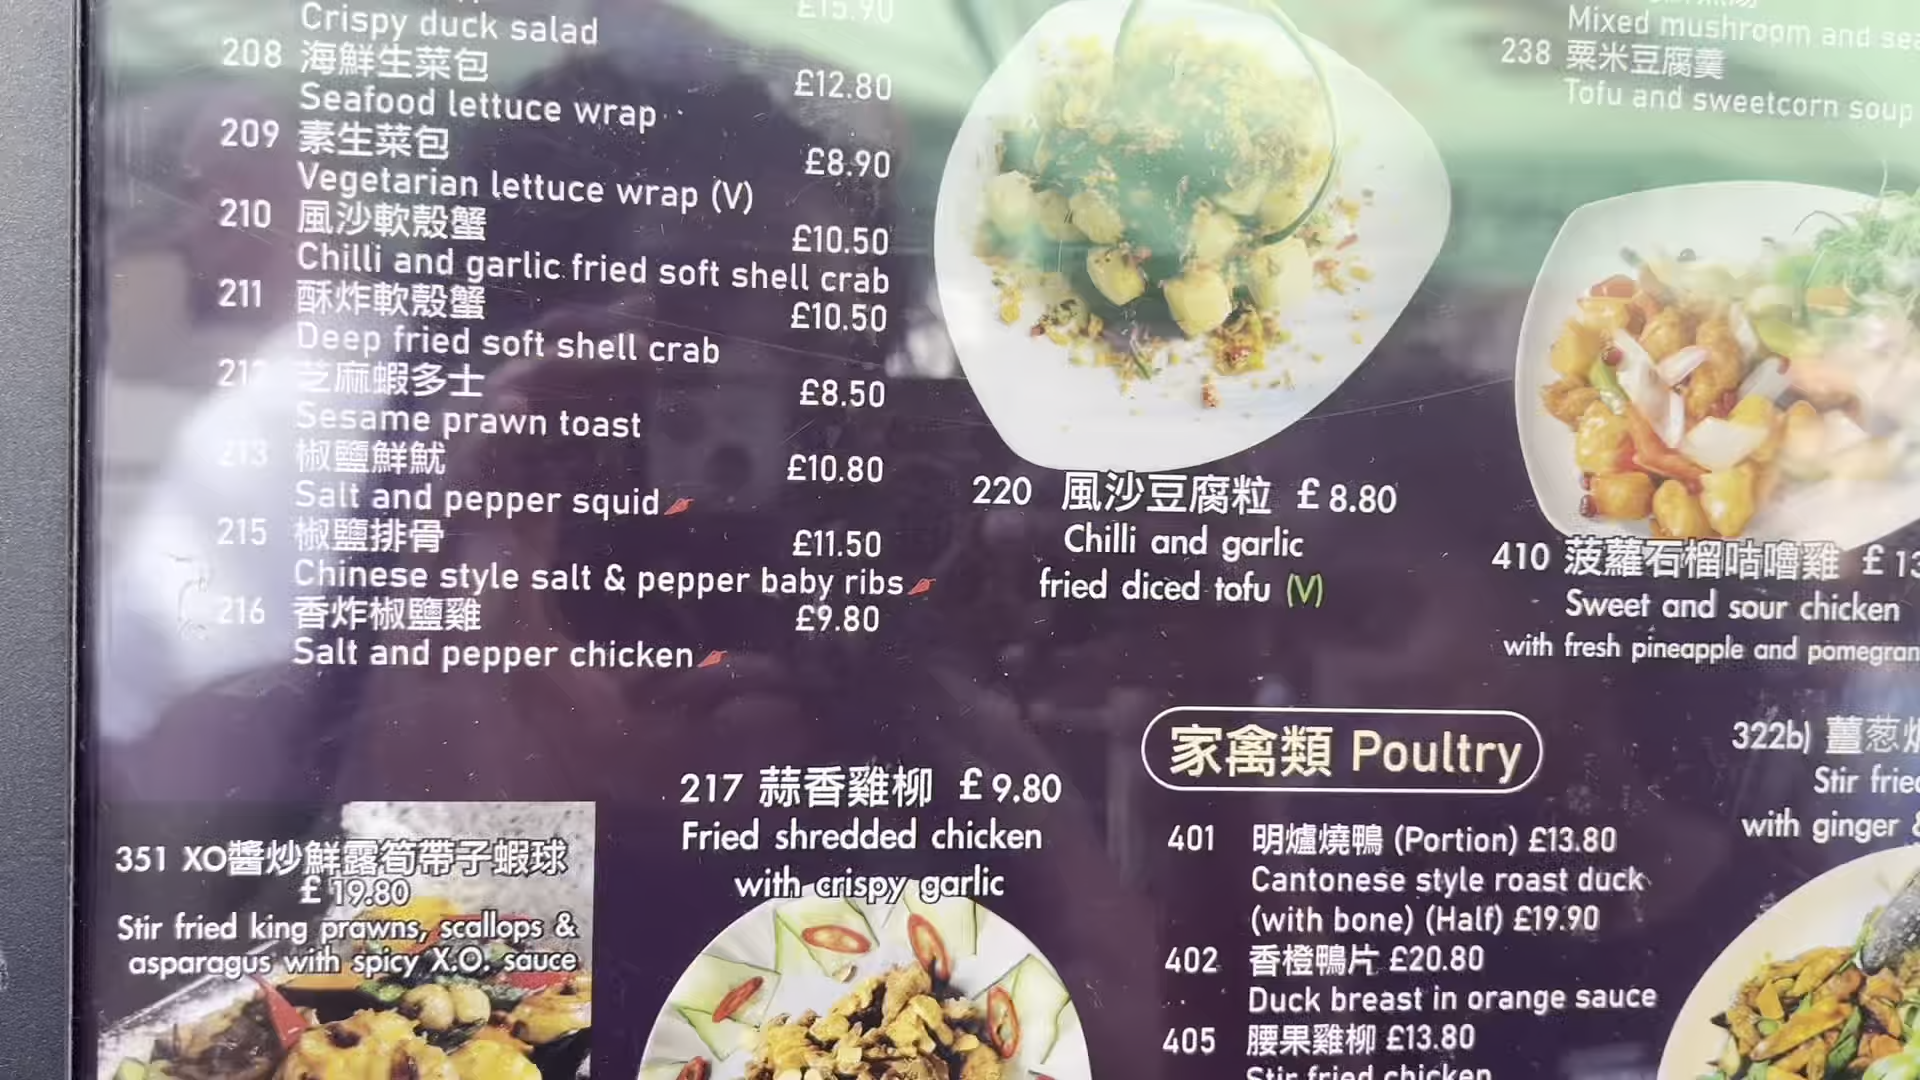 £15.90
Crispy duck salad
208 海鮮生菜包 £12.80
Seafood lettuce wrap
209 素生菜包 £8.90
Vegetarian lettuce wrap (V)
210 風沙軟殼蟹 £10.50
Chilli and garlic fried soft shell crab
211 酥炸軟殼蟹 £10.50
Deep fried soft shell crab
212 芝麻蝦多士 £8.50
Sesame prawn toast
213 椒鹽鮮魷 £10.80
Salt and pepper squid
215 椒鹽排骨 £11.50
Chinese style salt & pepper baby ribs
216 香炸椒鹽雞 £9.80
Salt and pepper chicken
351 XO醬炒鮮露筍帶子蝦球
£19.80
Stir fried king prawns, scallops &
asparagus with spicy X.O. sauce
217 蒜香雞柳 £9.80
Fried shredded chicken
with crispy garlic
220 風沙豆腐粒 £8.80
Chilli and garlic
fried diced tofu (V)
Mixed mushroom and
238 粟米豆腐羹
Tofu and sweetcorn soup
410 菠蘿石榴咕嚕雞 £
Sweet and sour chicken
with fresh pineapple and
家禽類 Poultry
401 明爐燒鴨 (Portion) £13.80
Cantonese style roast duck
(with bone) (Half) £19.90
402 香橙鴨片 £20.80
Duck breast in orange sauce
405 腰果雞柳 £13.80
Stir fried chicken
322b) 薑葱
Stir
with ginger